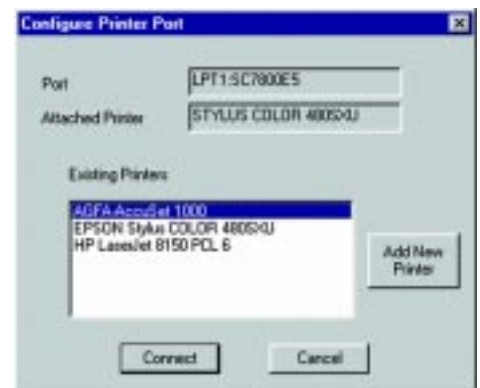 Configure Printer Port
Port LPT1:SC7800E5
Attached Printer STYLUS COLOR 480SXU
Existing Printers
AGFA-AccuSet 1000
EPSON Stylus COLOR 480SXU
HP LaserJet 8150 PCL 6
Add New
Printer
Connect Cancel